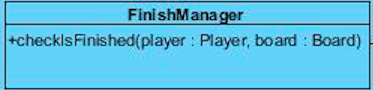 FinishManager
+checkIsFinished(player : Player, board : Board)